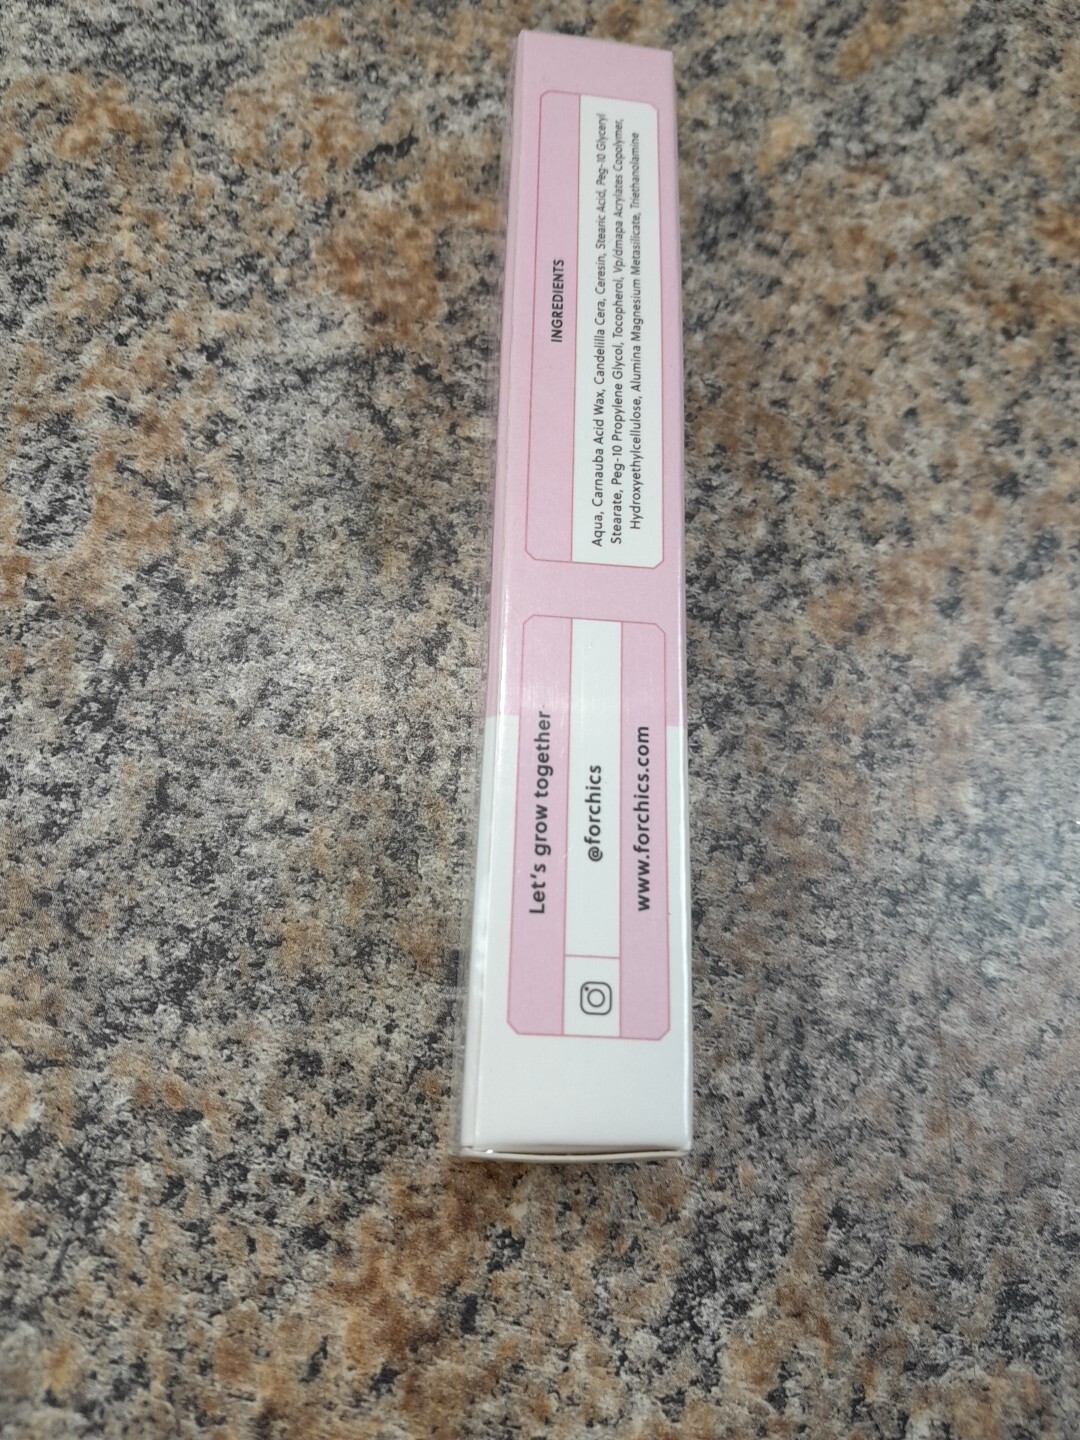 INGREDIENTS
Aqua, Carnauba Acid Wax, Candelilla Cera, Ceresin, Stearic Acid, Peg-10 Glyceryl
Stearate, Peg-10 Propylene Glycol, Tocopherol, Vp/dmapa Acrylates Copolymer,
Hydroxyethylcellulose, Alumina Magnesium Metasilicate, Triethanolamine
Let's grow together
@forchics
www.forchics.com